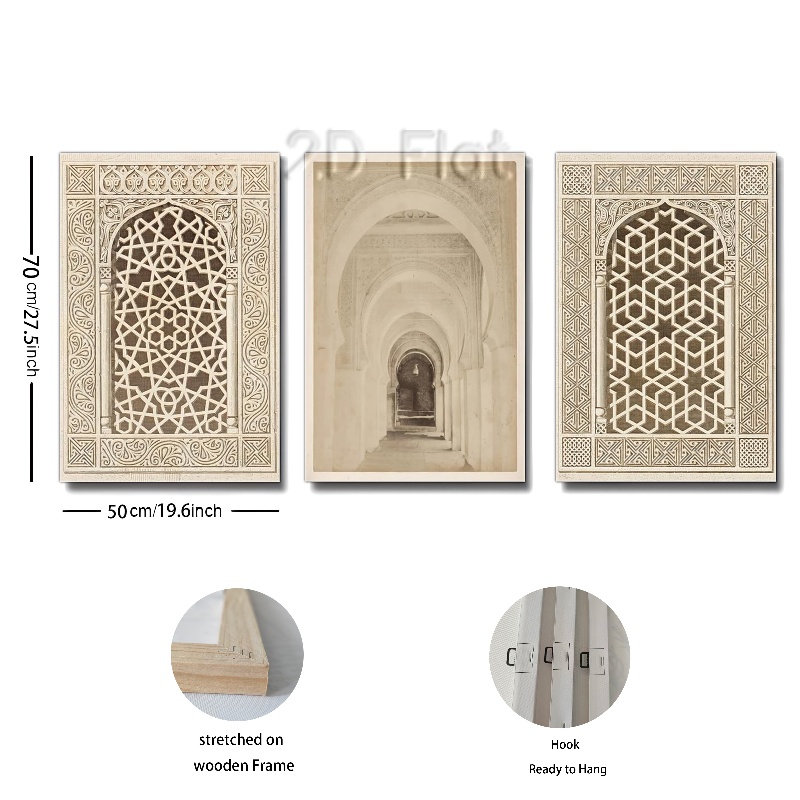 2D Flat
70 cm/27.5inch
50 cm/19.6inch
stretched on
wooden Frame
Hook
Ready to Hang